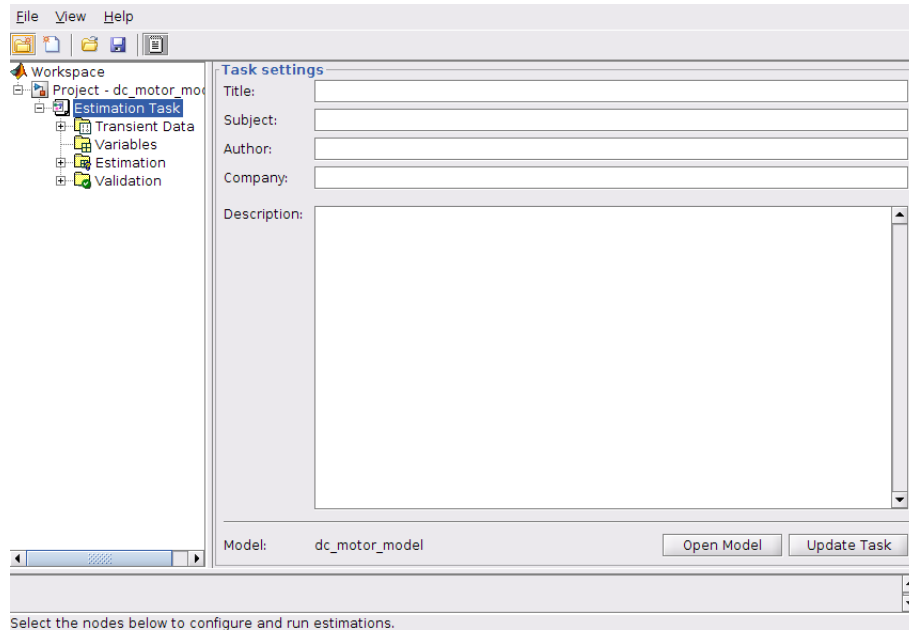 File View Help
Workspace
Project - dc_motor_mod
Estimation Task
Transient Data
Variables
Estimation
Validation
Task settings
Title:
Subject:
Author:
Company:
Description:
Model: dc_motor_model
Open Model Update Task
Select the nodes below to configure and run estimations.